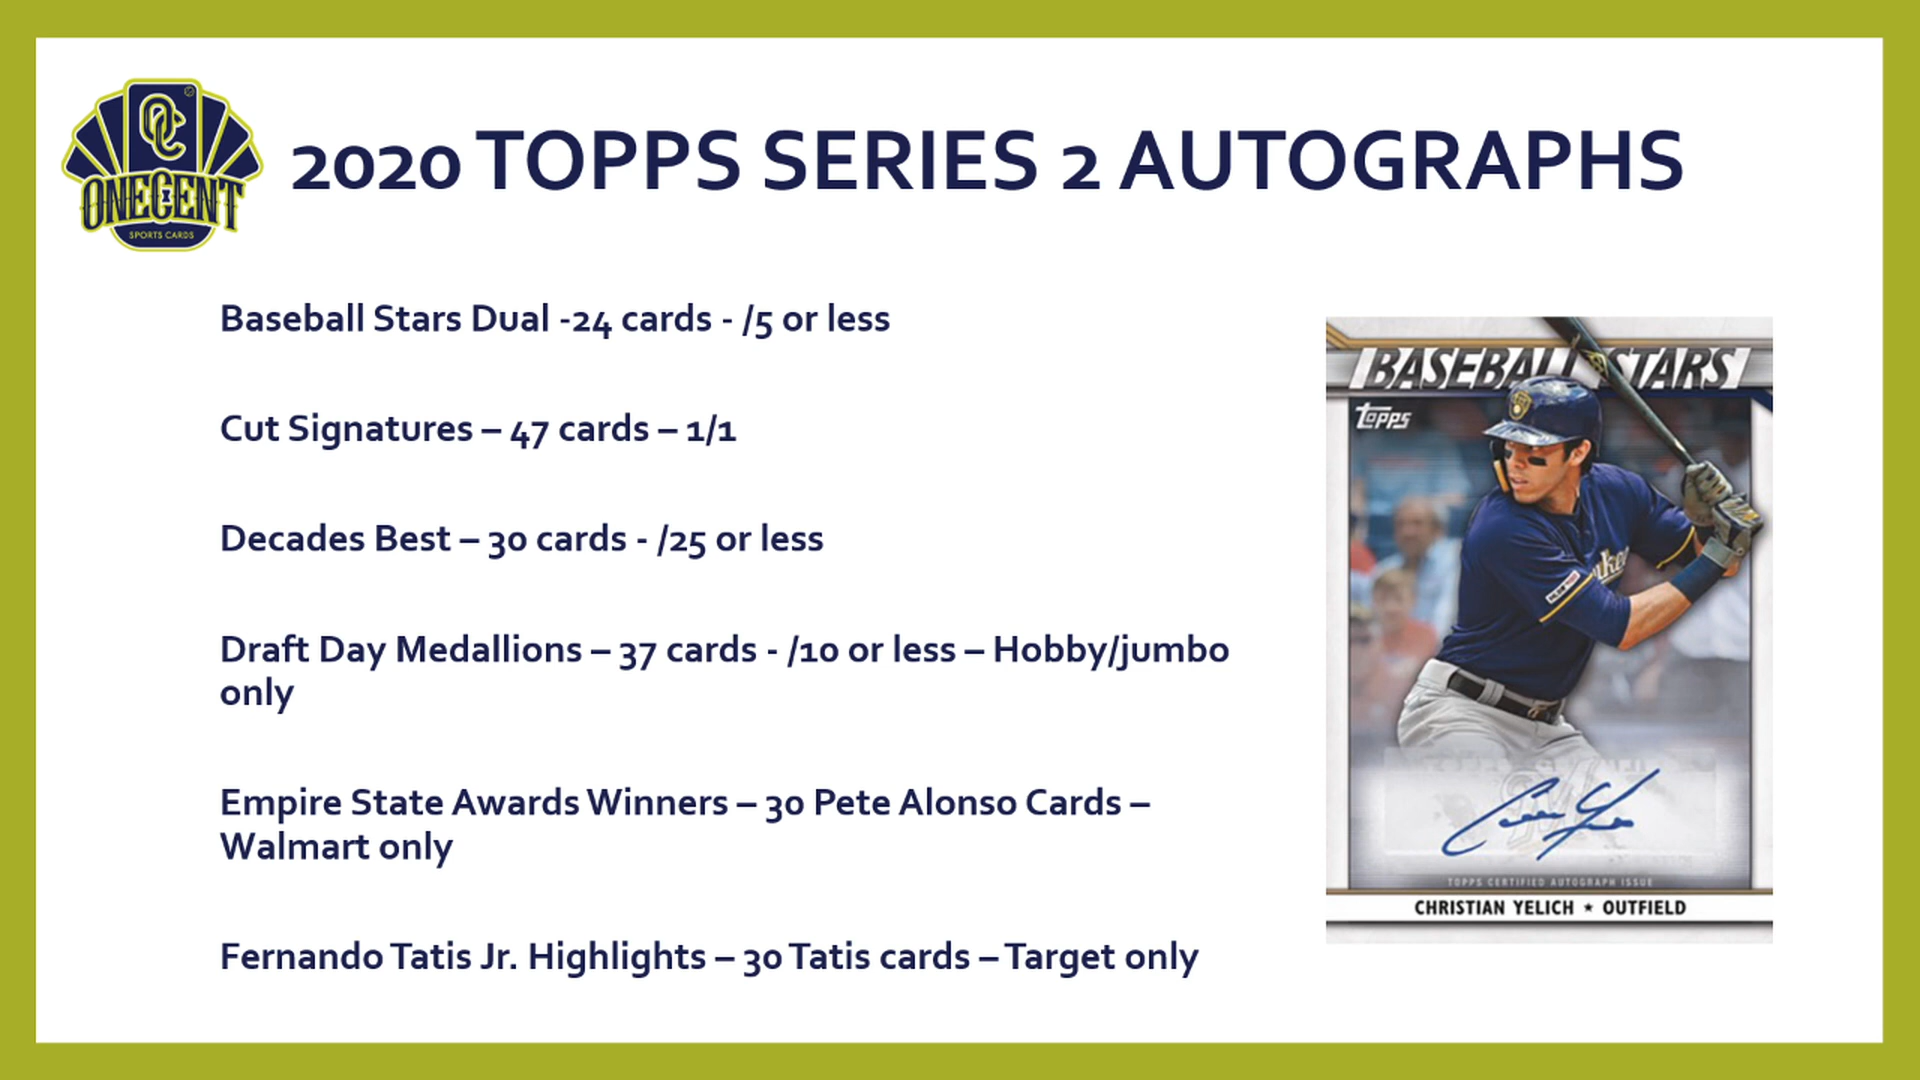 OC
ONECENT
SPORTS CARDS
2020 TOPPS SERIES 2 AUTOGRAPHS
Baseball Stars Dual -24 cards - /5 or less
Cut Signatures – 47 cards – 1/1
Decades Best – 30 cards - /25 or less
Draft Day Medallions – 37 cards - /10 or less – Hobby/jumbo
only
Empire State Awards Winners – 30 Pete Alonso Cards –
Walmart only
Fernando Tatis Jr. Highlights – 30 Tatis cards – Target only
BASEBALL STARS
Topps
TOPPS CERTIFIED AUTOGRAPH ISSUE
CHRISTIAN YELICH ★ OUTFIELD